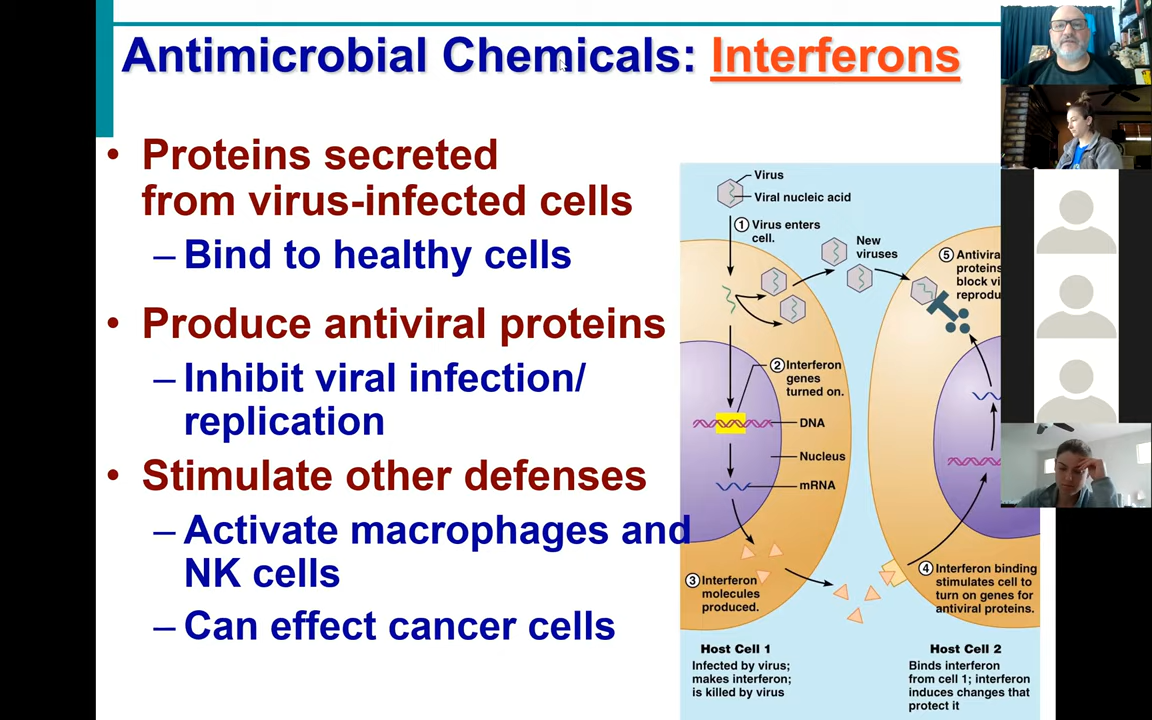 Antimicrobial Chemicals: Interferons
• Proteins secreted
from virus-infected cells
– Bind to healthy cells
• Produce antiviral proteins
– Inhibit viral infection/
replication
• Stimulate other defenses
– Activate macrophages and
NK cells
– Can effect cancer cells
Virus
Viral nucleic acid
1 Virus enters
cell.
New
viruses
2 Interferon
genes
turned on.
DNA
Nucleus
mRNA
3 Interferon
molecules
produced.
5 Antivira
proteins
block vi
reprodu
4 Interferon binding
stimulates cell to
turn on genes for
antiviral proteins.
Host Cell 1
Infected by virus;
makes interferon;
is killed by virus
Host Cell 2
Binds interferon
from cell 1; interferon
induces changes that
protect it